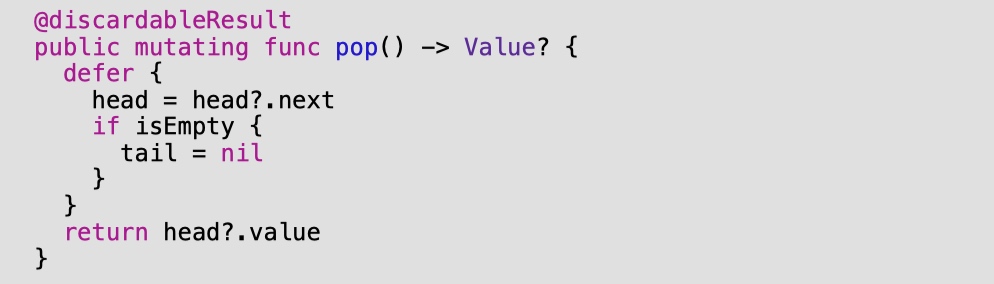 @discardableResult
public mutating func pop() -> Value? {
  defer {
    head = head?.next
    if isEmpty {
      tail = nil
    }
  }
  return head?.value
}